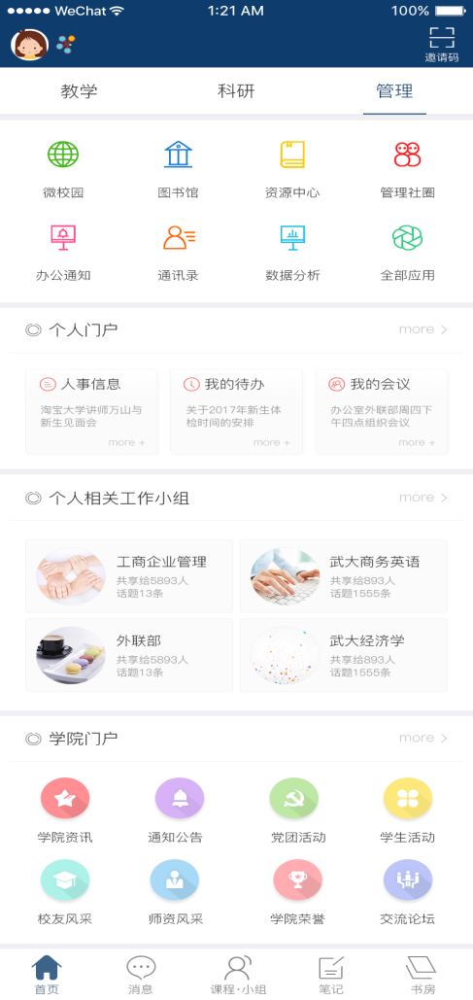 WeChat 1:21 AM 100%
邀请码
教学 科研 管理
微校园 图书馆 资源中心 管理社圈
办公通知 通讯录 数据分析 全部应用
个人门户 more >
人事信息
淘宝大学讲师万山与
新生见面会
more +
我的待办
关于2017年新生体
检时间的安排
more +
我的会议
办公室外联部周四下
午四点组织会议
more +
个人相关工作小组 more >
工商企业管理
共享给5893人
话题13条
武大商务英语
共享给893人
话题1555条
外联部
共享给5893人
话题13条
武大经济学
共享给893人
话题1555条
学院门户 more >
学院资讯 通知公告 党团活动 学生活动
校友风采 师资风采 学院荣誉 交流论坛
首页 消息 课程·小组 笔记 书房